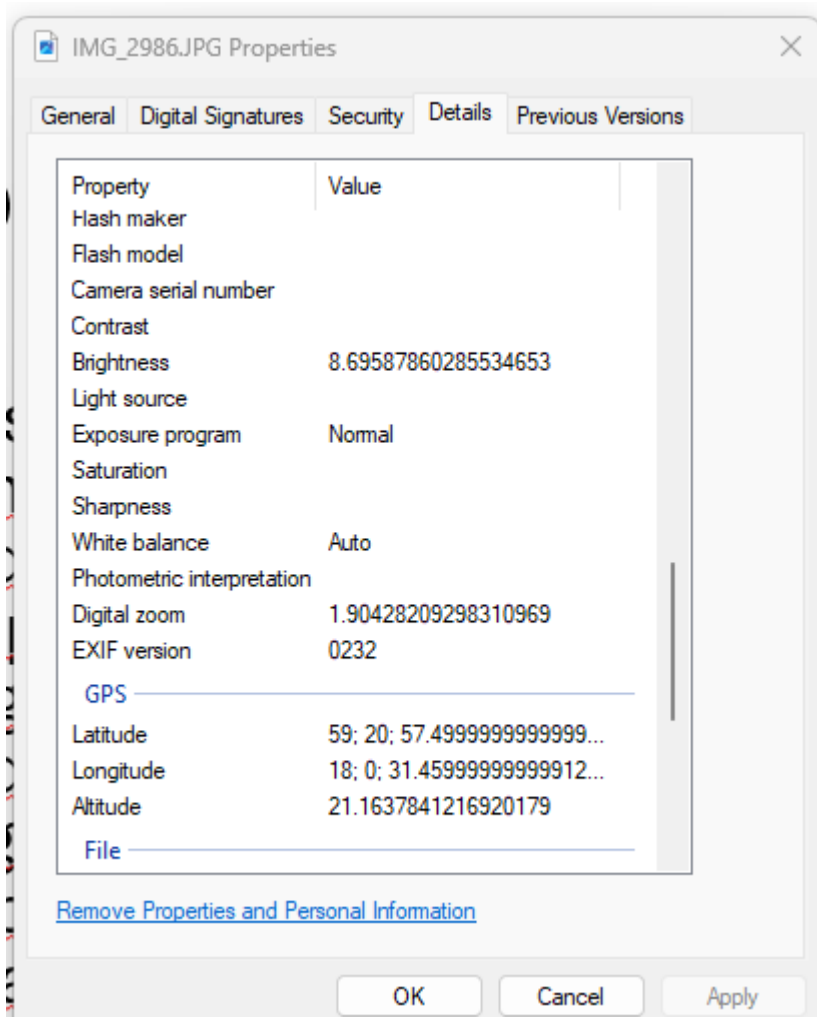 IMG_2986.JPG Properties
General Digital Signatures Security Details Previous Versions
Property Value
Flash maker
Flash model
Camera serial number
Contrast
Brightness 8.69587860285534653
Light source
Exposure program Normal
Saturation
Sharpness
White balance Auto
Photometric interpretation
Digital zoom 1.90428209298310969
EXIF version 0232
GPS
Latitude 59; 20; 57.4999999999999...
Longitude 18; 0; 31.45999999999912...
Altitude 21.1637841216920179
File
Remove Properties and Personal Information
OK Cancel Apply